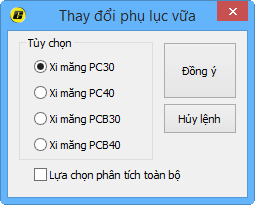 Thay đổi phụ lục vữa
Tùy chọn
Xi măng PC30
Xi măng PC40
Xi măng PCB30
Xi măng PCB40
Đồng ý
Hủy lệnh
Lựa chọn phân tích toàn bộ